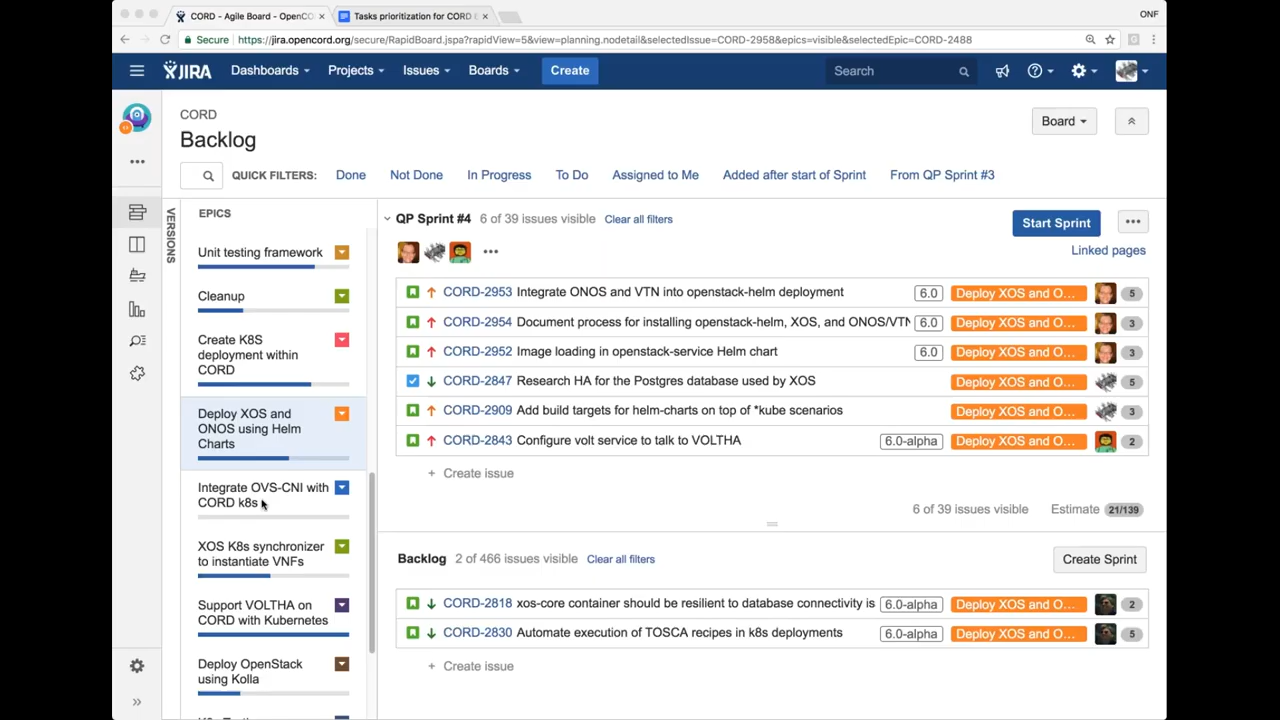 CORD - Agile Board - OpenCO
Tasks prioritization for CORD
ONF
Secure
https://jira.opencord.org/secure/RapidBoard.jspa?rapidView=5&view=planning.nodetail&selectedIssue=CORD-2958&epics=visible&selectedEpic=CORD-2488
JIRA Dashboards Projects Issues Boards Create Search
CORD
Backlog
Board
QUICK FILTERS: Done Not Done In Progress To Do Assigned to Me Added after start of Sprint From QP Sprint #3
VERSIONS
EPICS
Unit testing framework
Cleanup
Create K8S
deployment within
CORD
Deploy XOS and
ONOS using Helm
Charts
Integrate OVS-CNI with
CORD k8s
XOS K8s synchronizer
to instantiate VNFs
Support VOLTHA on
CORD with Kubernetes
Deploy OpenStack
using Kolla
QP Sprint #4 6 of 39 issues visible Clear all filters
Start Sprint
Linked pages
CORD-2953 Integrate ONOS and VTN into openstack-helm deployment 6.0 Deploy XOS and O... 5
CORD-2954 Document process for installing openstack-helm, XOS, and ONOS/VTN 6.0 Deploy XOS and O... 3
CORD-2952 Image loading in openstack-service Helm chart 6.0 Deploy XOS and O... 3
CORD-2847 Research HA for the Postgres database used by XOS Deploy XOS and O... 5
CORD-2909 Add build targets for helm-charts on top of *kube scenarios Deploy XOS and O... 3
CORD-2843 Configure volt service to talk to VOLTHA 6.0-alpha Deploy XOS and O... 2
+ Create issue
6 of 39 issues visible Estimate 21/139
Backlog 2 of 466 issues visible Clear all filters
Create Sprint
CORD-2818 xos-core container should be resilient to database connectivity is 6.0-alpha Deploy XOS and O... 2
CORD-2830 Automate execution of TOSCA recipes in k8s deployments 6.0-alpha Deploy XOS and O... 5
+ Create issue